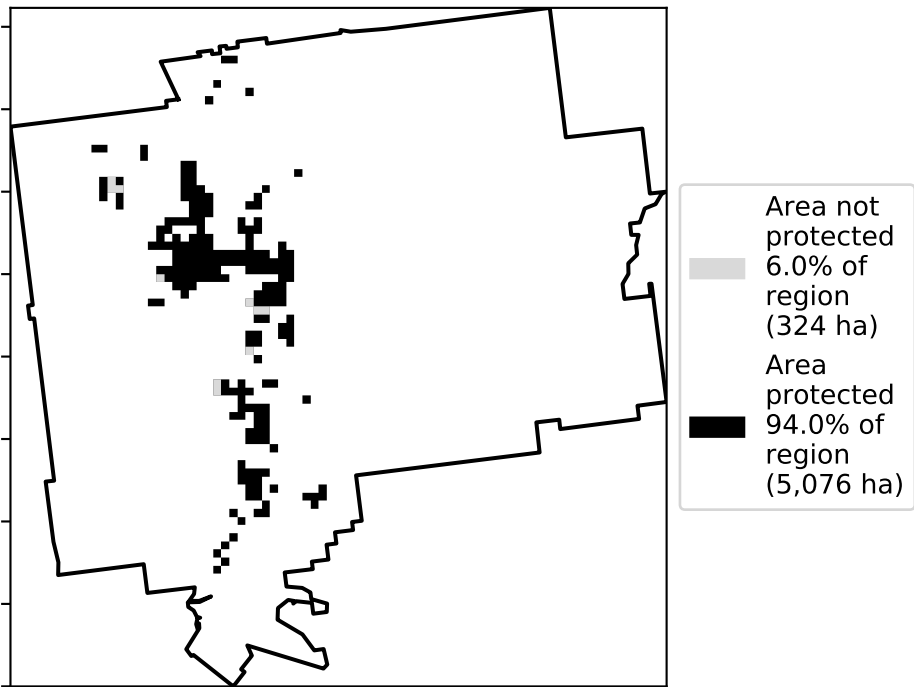 Area not
protected
6.0% of
region
(324 ha)
Area
protected
94.0% of
region
(5,076 ha)